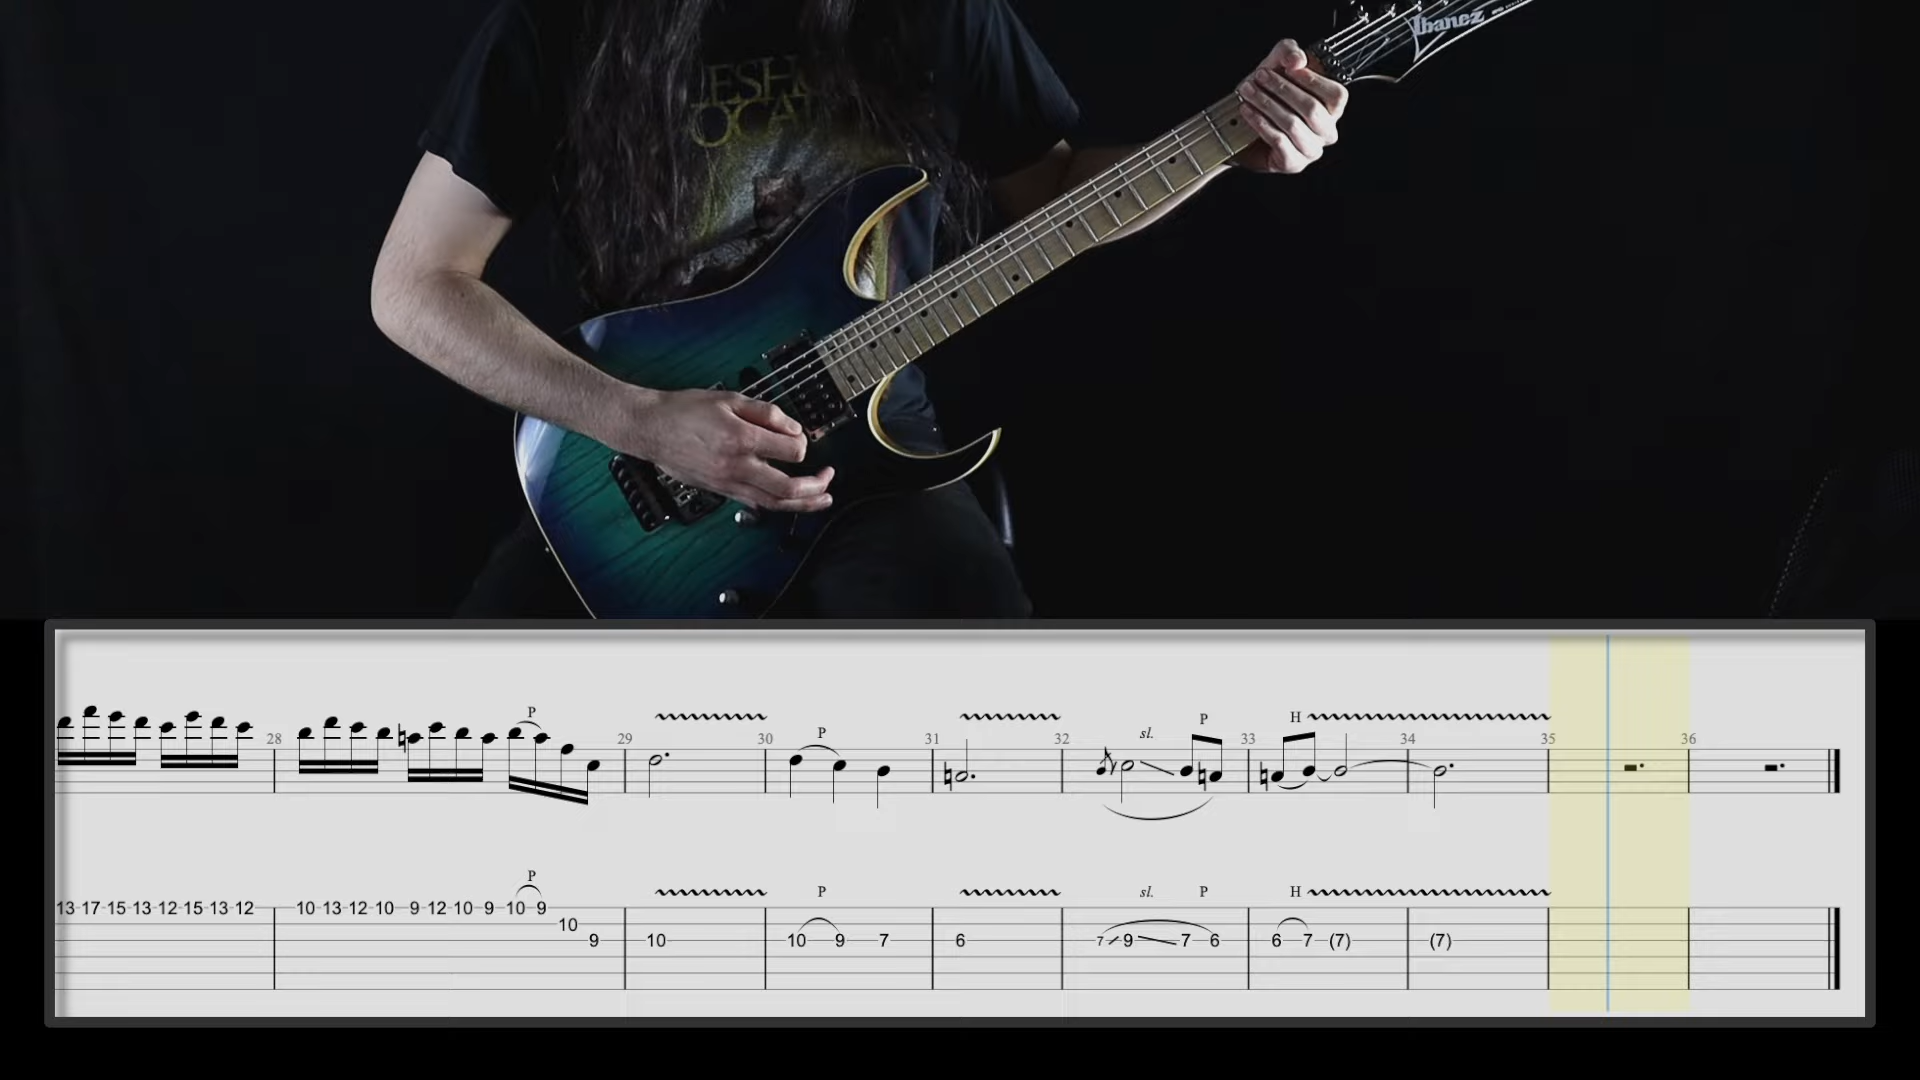 Ibanez
ESH
OCA
P
28 29 30 31 32 33 34 35 36
P
sl.
P
H
P
P
sl.
P
H
13 17 15 13 12 15 13 12 10 13 12 10 9 12 10 9 10 9
10
9 10 10 9 7 6 7 9 7 6 6 7 (7) (7)